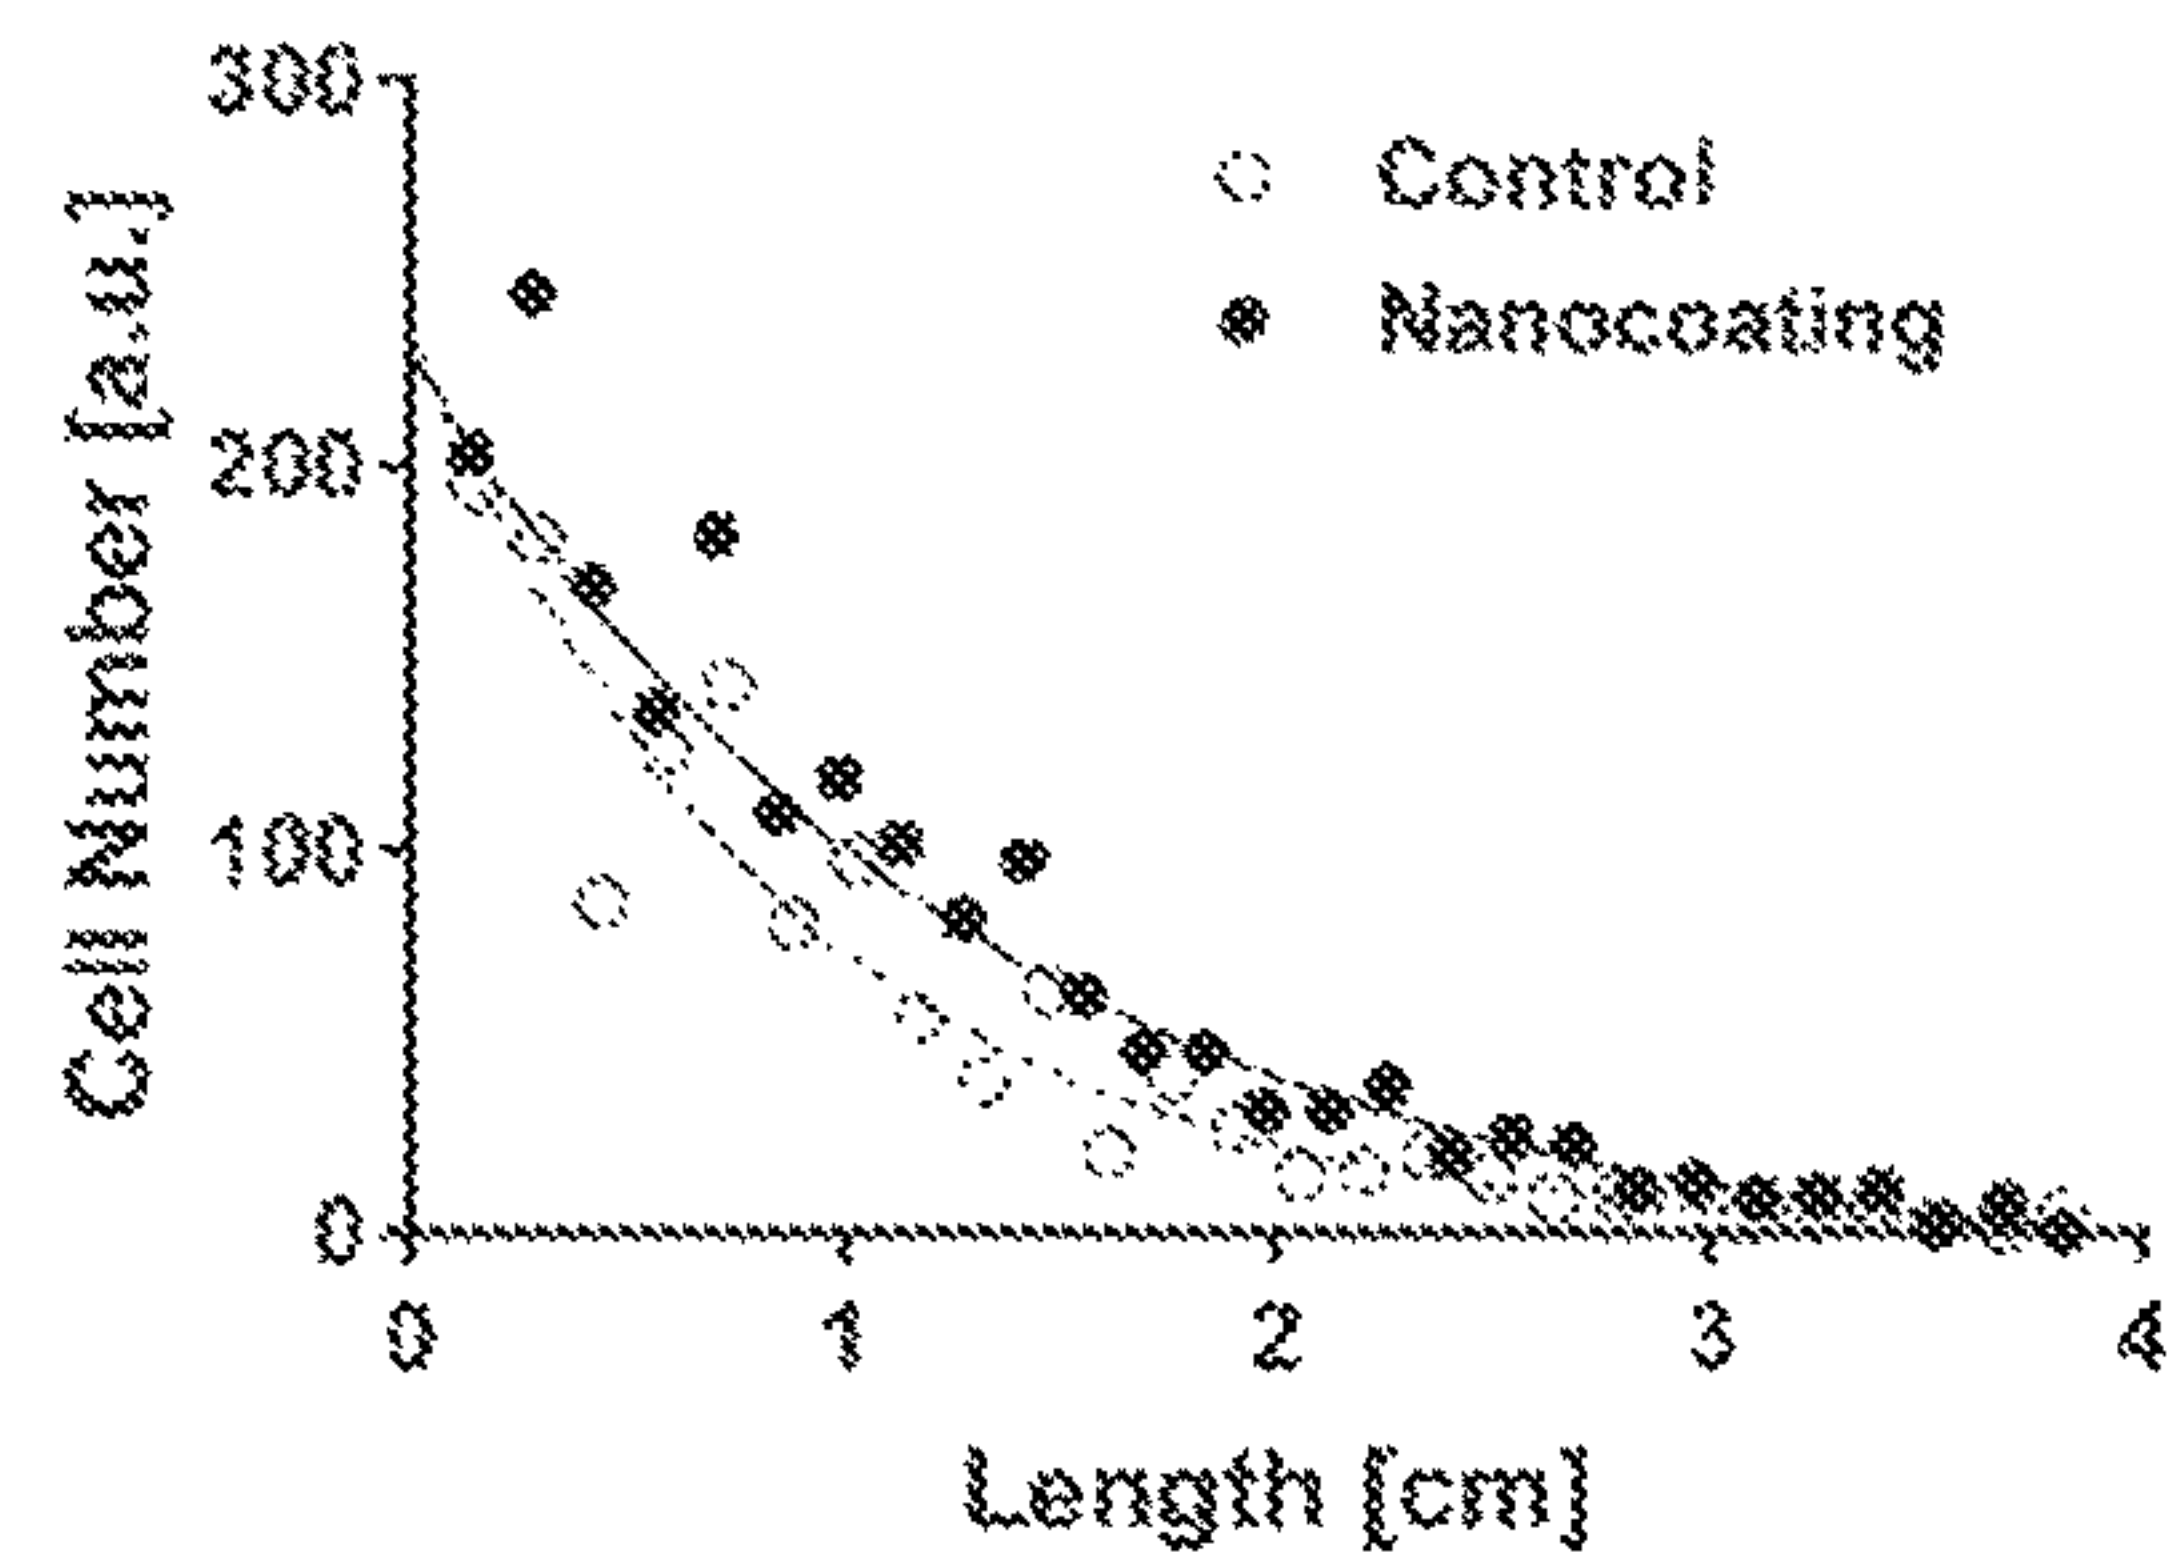 300
200
100
0
Cell Number [a.u.]
Control
Nanocoating
0 1 2 3 4
Length [cm]